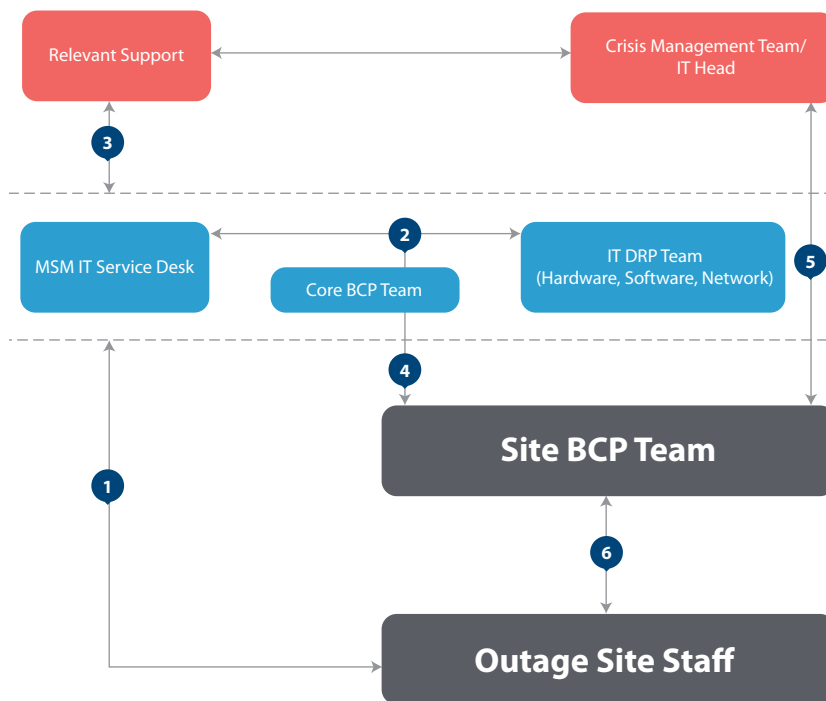 Relevant Support
Crisis Management Team/
IT Head
3
2
MSM IT Service Desk
Core BCP Team
IT DRP Team
(Hardware, Software, Network)
5
4
Site BCP Team
1
6
Outage Site Staff